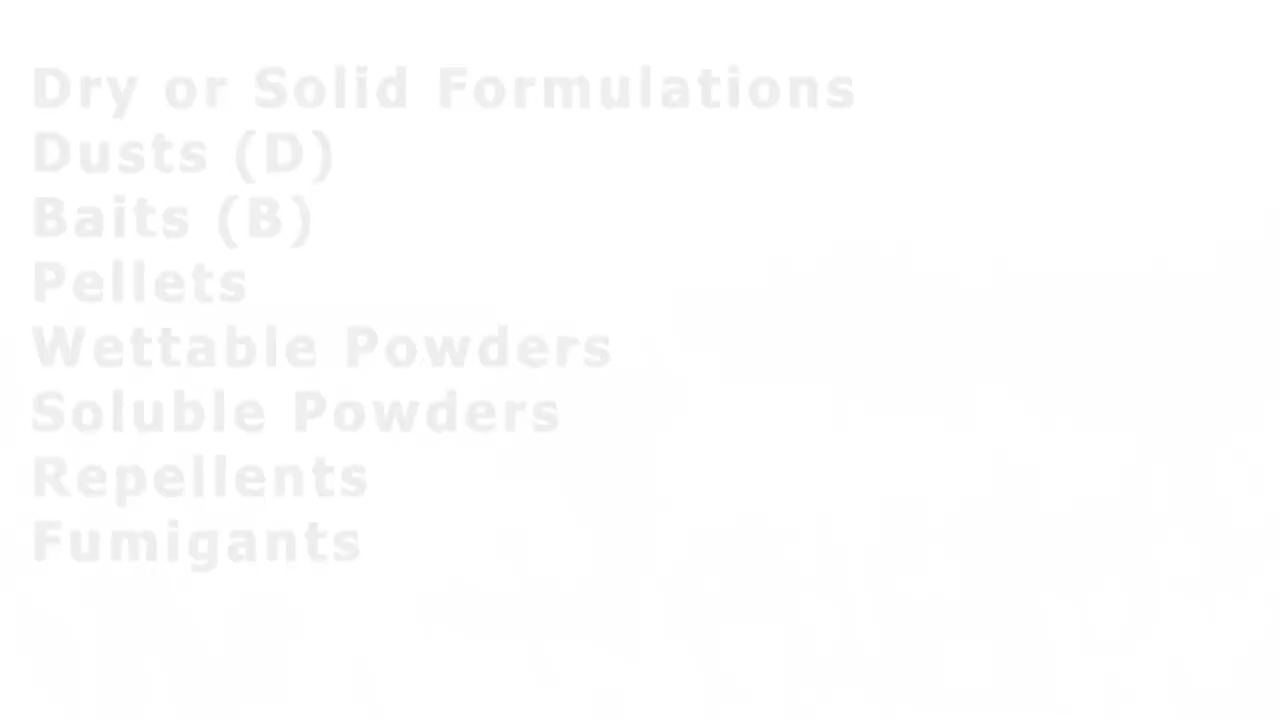 Dry or Solid Formulations
Dusts (D)
Baits (B)
Pellets
Wettable Powders
Soluble Powders
Repellents
Fumigants